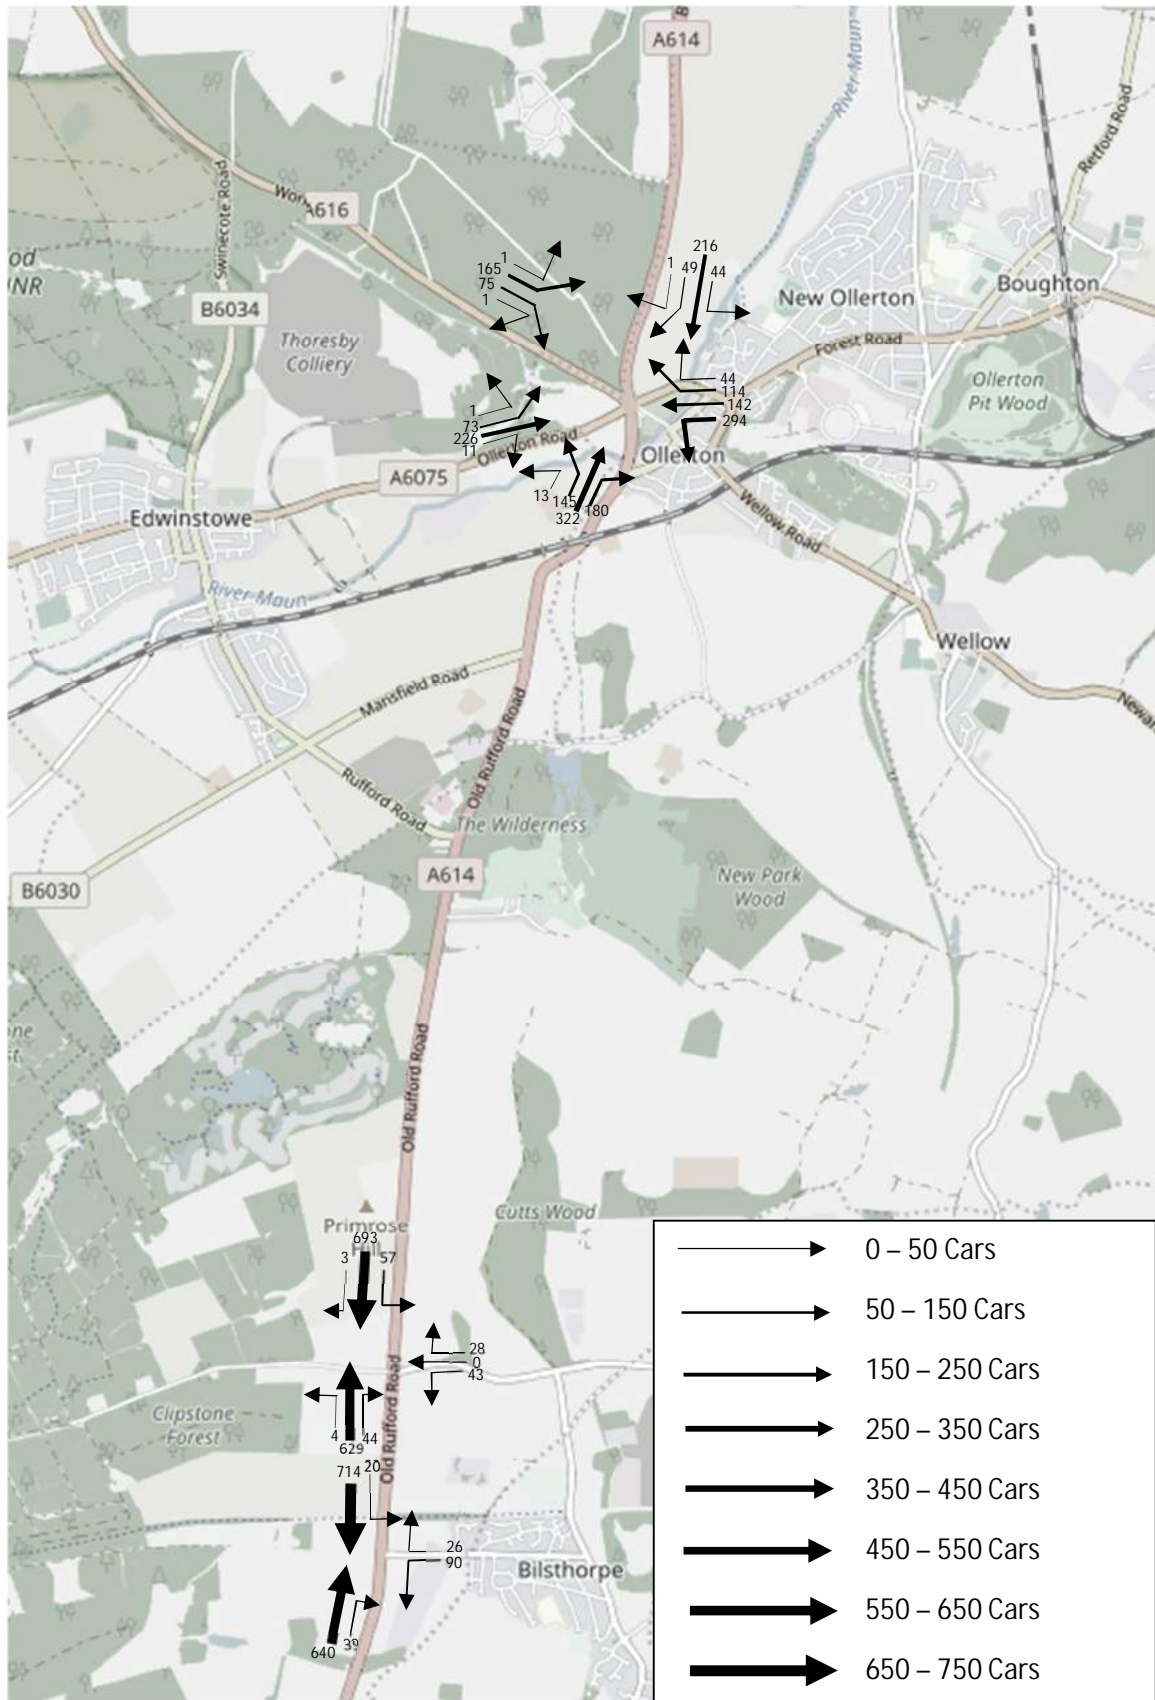 B
A614
River Maun
Retford Road
Swinecote Road
Wor
A616
od
NR
B6034
Thoresby
Colliery
1
165
75
1
216
1
49
44
New Ollerton
Boughton
Forest Road
Ollerton
Pit Wood
44
114
142
294
1
73
226
11
Ollerton Road
Ollerton
A6075
13
145
322
180
Edwinstowe
Wellow Road
River Maun
Wellow
Mansfield Road
Newar
Old Rufford Road
Rufford Road
The Wilderness
A614
B6030
New Park
Wood
one
st
Old Rufford Road
Cutts Wood
Primrose
Hill
693
3
57
28
0
43
Old Rufford Road
Clipstone
Forest
4
44
629
714
20
26
90
Bilsthorpe
640
39
0 – 50 Cars
50 – 150 Cars
150 – 250 Cars
250 – 350 Cars
350 – 450 Cars
450 – 550 Cars
550 – 650 Cars
650 – 750 Cars